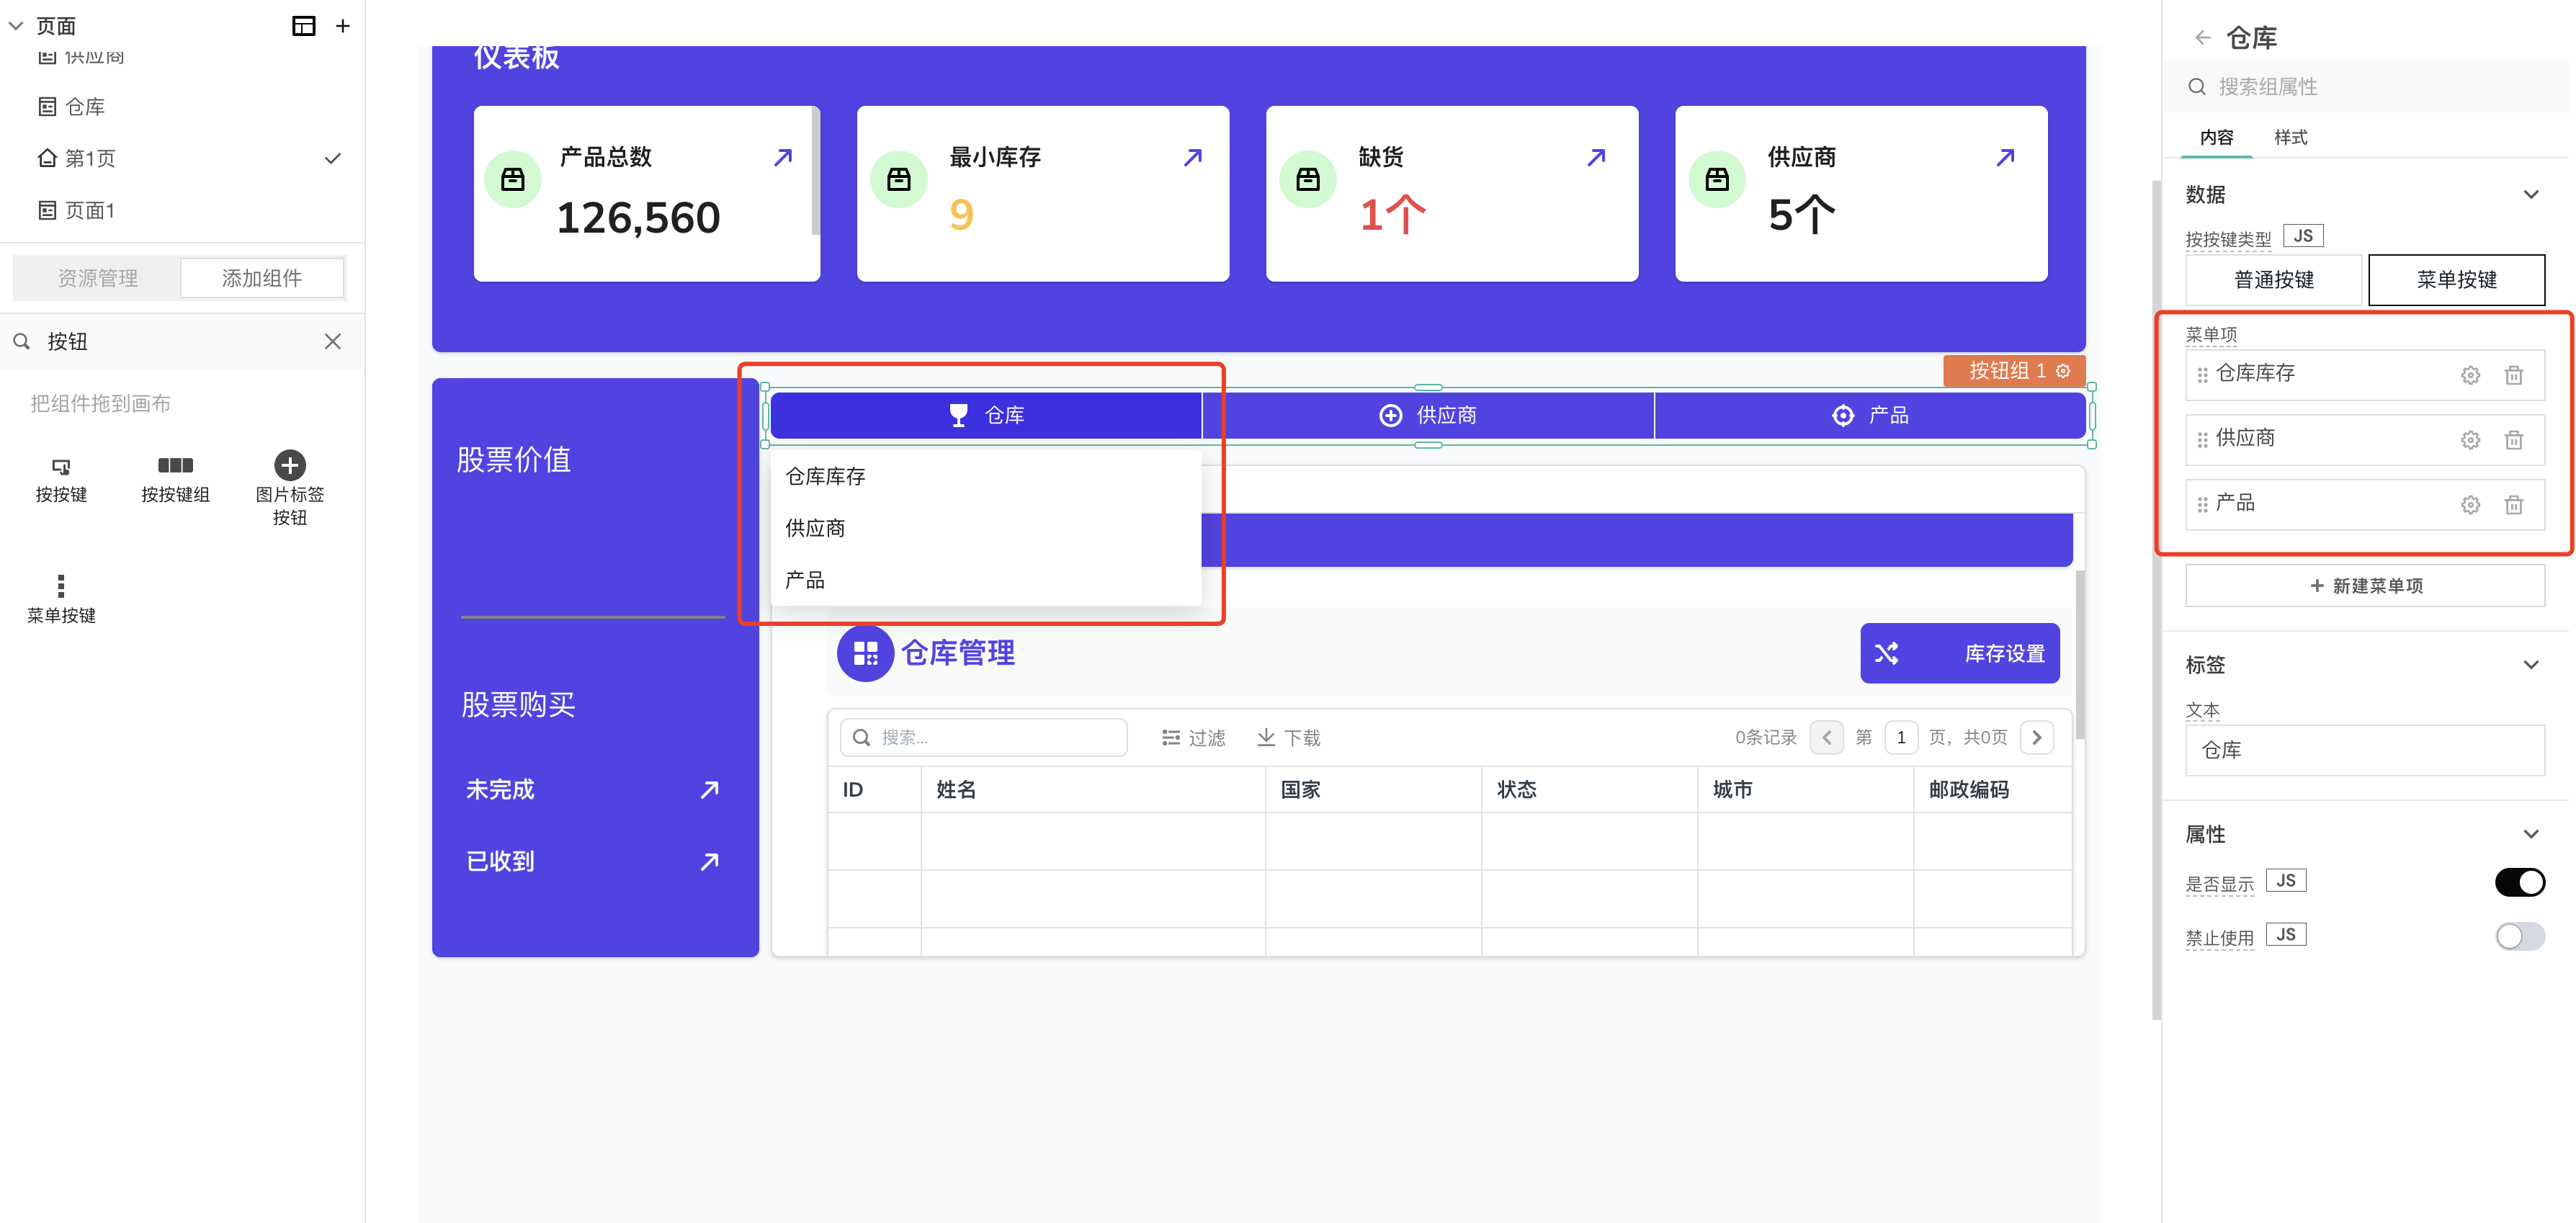 页面
供应商
仓库
第1页
页面1
资源管理
添加组件
按钮
把组件拖到画布
按按键
按按键组
图片标签
按钮
菜单按键
仪表板
产品总数
126,560
最小库存
9
缺货
1个
供应商
5个
按钮组 1
股票价值
股票购买
未完成
已收到
仓库
供应商
产品
仓库库存
供应商
产品
仓库管理
库存设置
搜索...
过滤
下载
0条记录
第 1 页，共0页
ID
姓名
国家
状态
城市
邮政编码
仓库
搜索组属性
内容
样式
数据
按按键类型 JS
普通按键
菜单按键
菜单项
仓库库存
供应商
产品
+ 新建菜单项
标签
文本
仓库
属性
是否显示 JS
禁止使用 JS